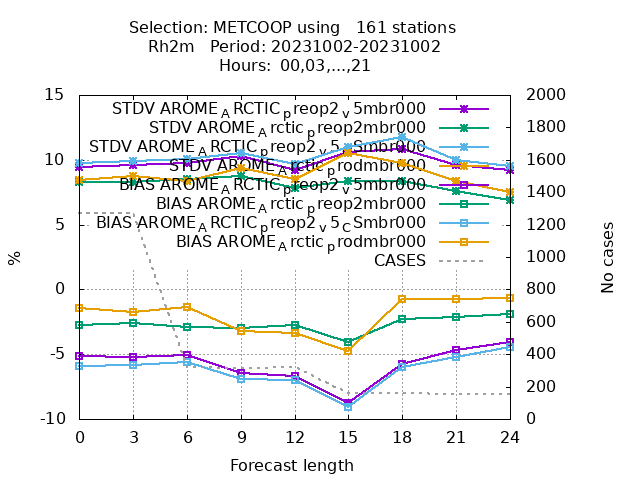 Selection: METCOOP using   161 stations
Rh2m   Period: 20231002-20231002
Hours:  00,03,...,21
15
10
5
0
-5
-10
%
2000
1800
1600
1400
1200
1000
800
600
400
200
0
No cases
STDV AROME_ARCTIC_preop2_v5mbr000
STDV AROME_Arctic_preop2mbr000
STDV AROME_ARCTIC_preop2_v5_CSmbr000
STDV AROME_Arctic_prodmbr000
BIAS AROME_ARCTIC_preop2_v5mbr000
BIAS AROME_Arctic_preop2mbr000
BIAS AROME_ARCTIC_preop2_v5_CSmbr000
BIAS AROME_Arctic_prodmbr000
CASES
0 3 6 9 12 15 18 21 24
Forecast length